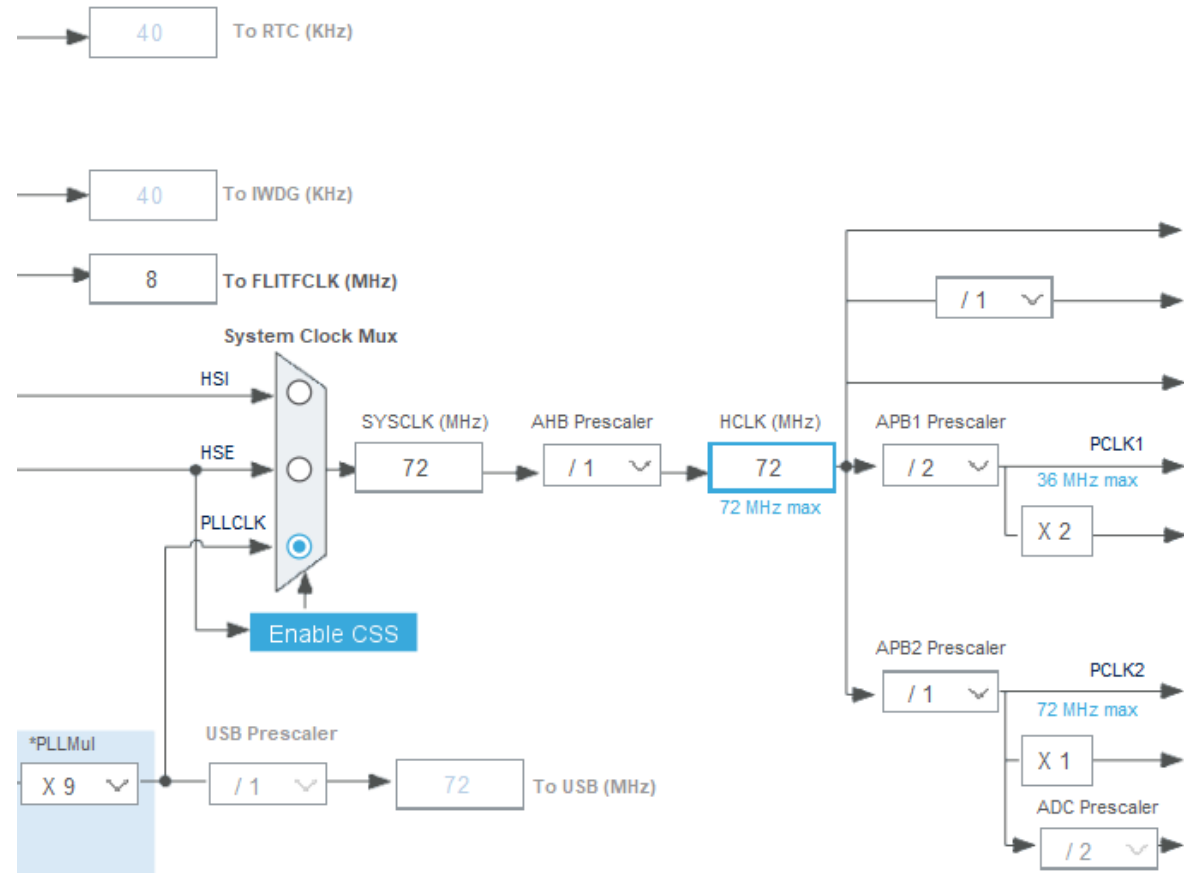 40 To RTC (KHz)
40 To IWDG (KHz)
8 To FLITFCLK (MHz)
/ 1
System Clock Mux
HSI
SYSCLK (MHz) AHB Prescaler HCLK (MHz) APB1 Prescaler
HSE
PCLK1
72 / 1 72 / 2
36 MHz max
72 MHz max
PLLCLK
X 2
Enable CSS
APB2 Prescaler
PCLK2
/ 1
72 MHz max
*PLLMul USB Prescaler
X 1
X 9 / 1 72 To USB (MHz)
ADC Prescaler
/ 2